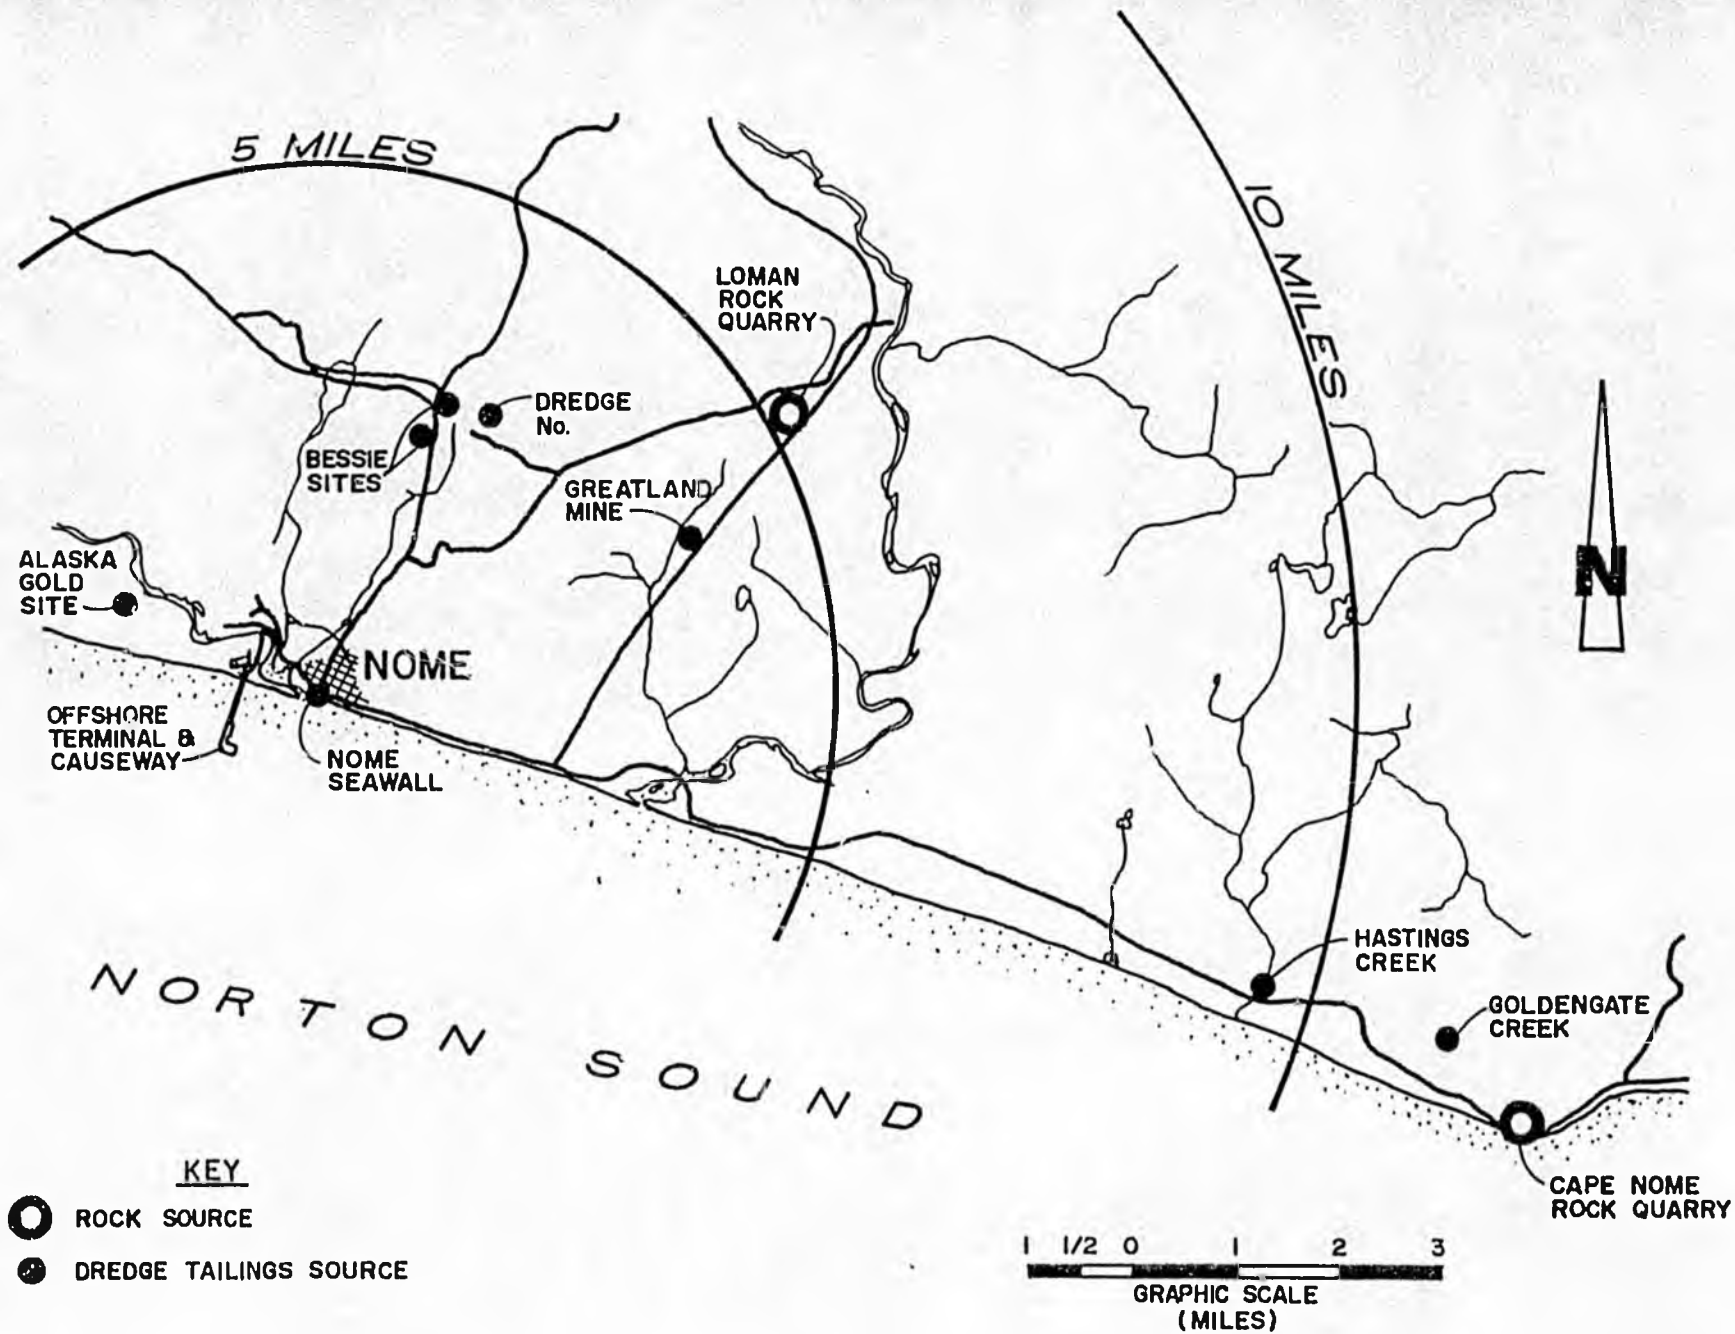 5 MILES
10 MILES
LOMAN
ROCK
QUARRY
DREDGE
No.
BESSIE
SITES
GREATLAND
MINE
ALASKA
GOLD
SITE
NOME
OFFSHORE
TERMINAL &
CAUSEWAY
NOME
SEAWALL
N
HASTINGS
CREEK
GOLDENGATE
CREEK
NORTON SOUND
CAPE NOME
ROCK QUARRY
KEY
ROCK SOURCE
DREDGE TAILINGS SOURCE
1 1/2 0 1 2 3
GRAPHIC SCALE
(MILES)